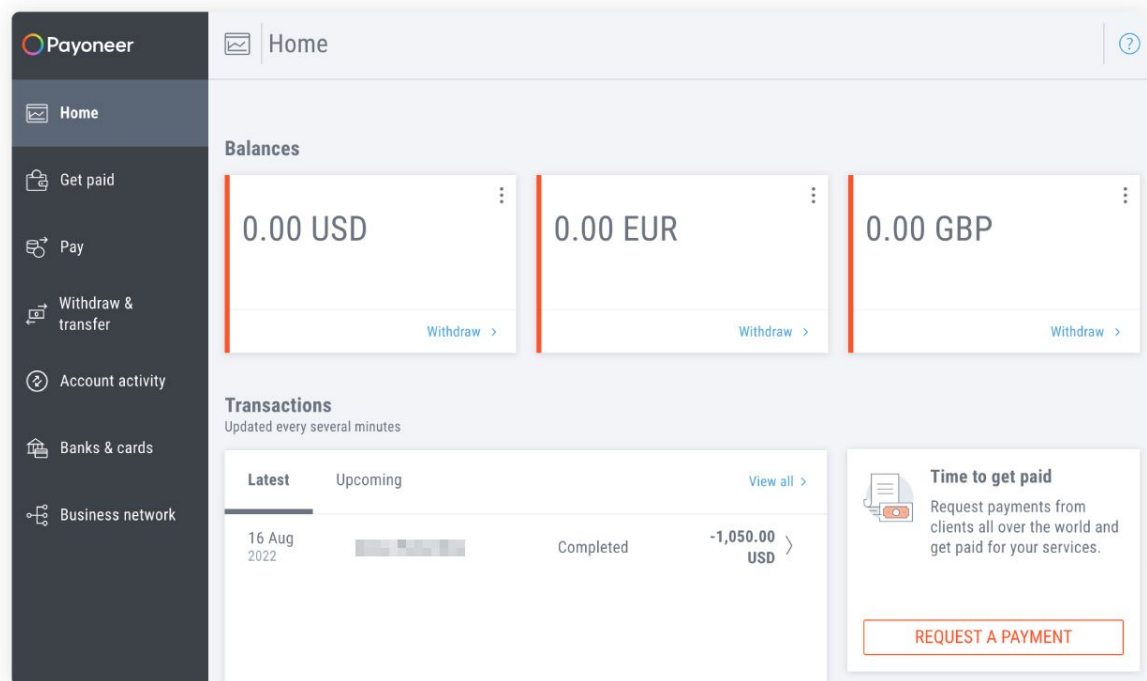 Payoneer
Home
?
Home
Get paid
Pay
Withdraw &
transfer
Account activity
Banks & cards
Business network
Balances
0.00 USD
0.00 EUR
0.00 GBP
Withdraw >
Withdraw >
Withdraw >
Transactions
Updated every several minutes
Latest
Upcoming
View all >
16 Aug
2022
Completed
-1,050.00
USD
Time to get paid
Request payments from
clients all over the world and
get paid for your services.
REQUEST A PAYMENT